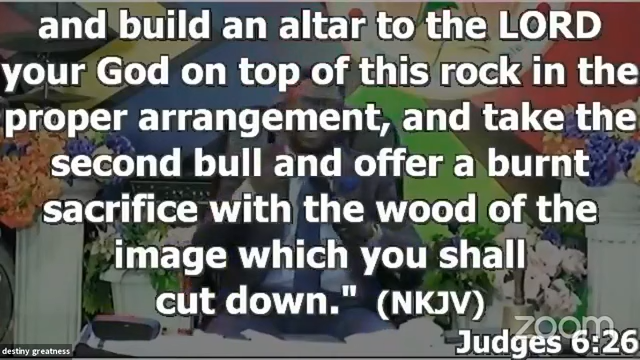 and build an altar to the LORD
your God on top of this rock in the
proper arrangement, and take the
second bull and offer a burnt
sacrifice with the wood of the
image which you shall
cut down." (NKJV)
zoom
Judges 6:26
destiny greatness